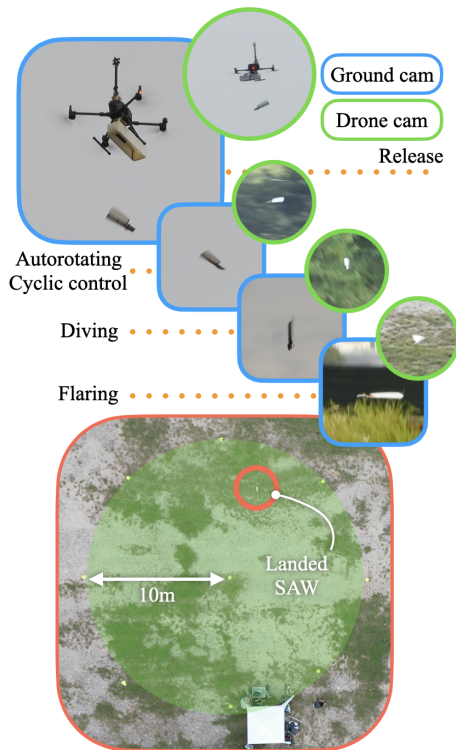 Ground cam
Drone cam
Release
Autorotating
Cyclic control
Diving
Flaring
Landed
SAW
10m